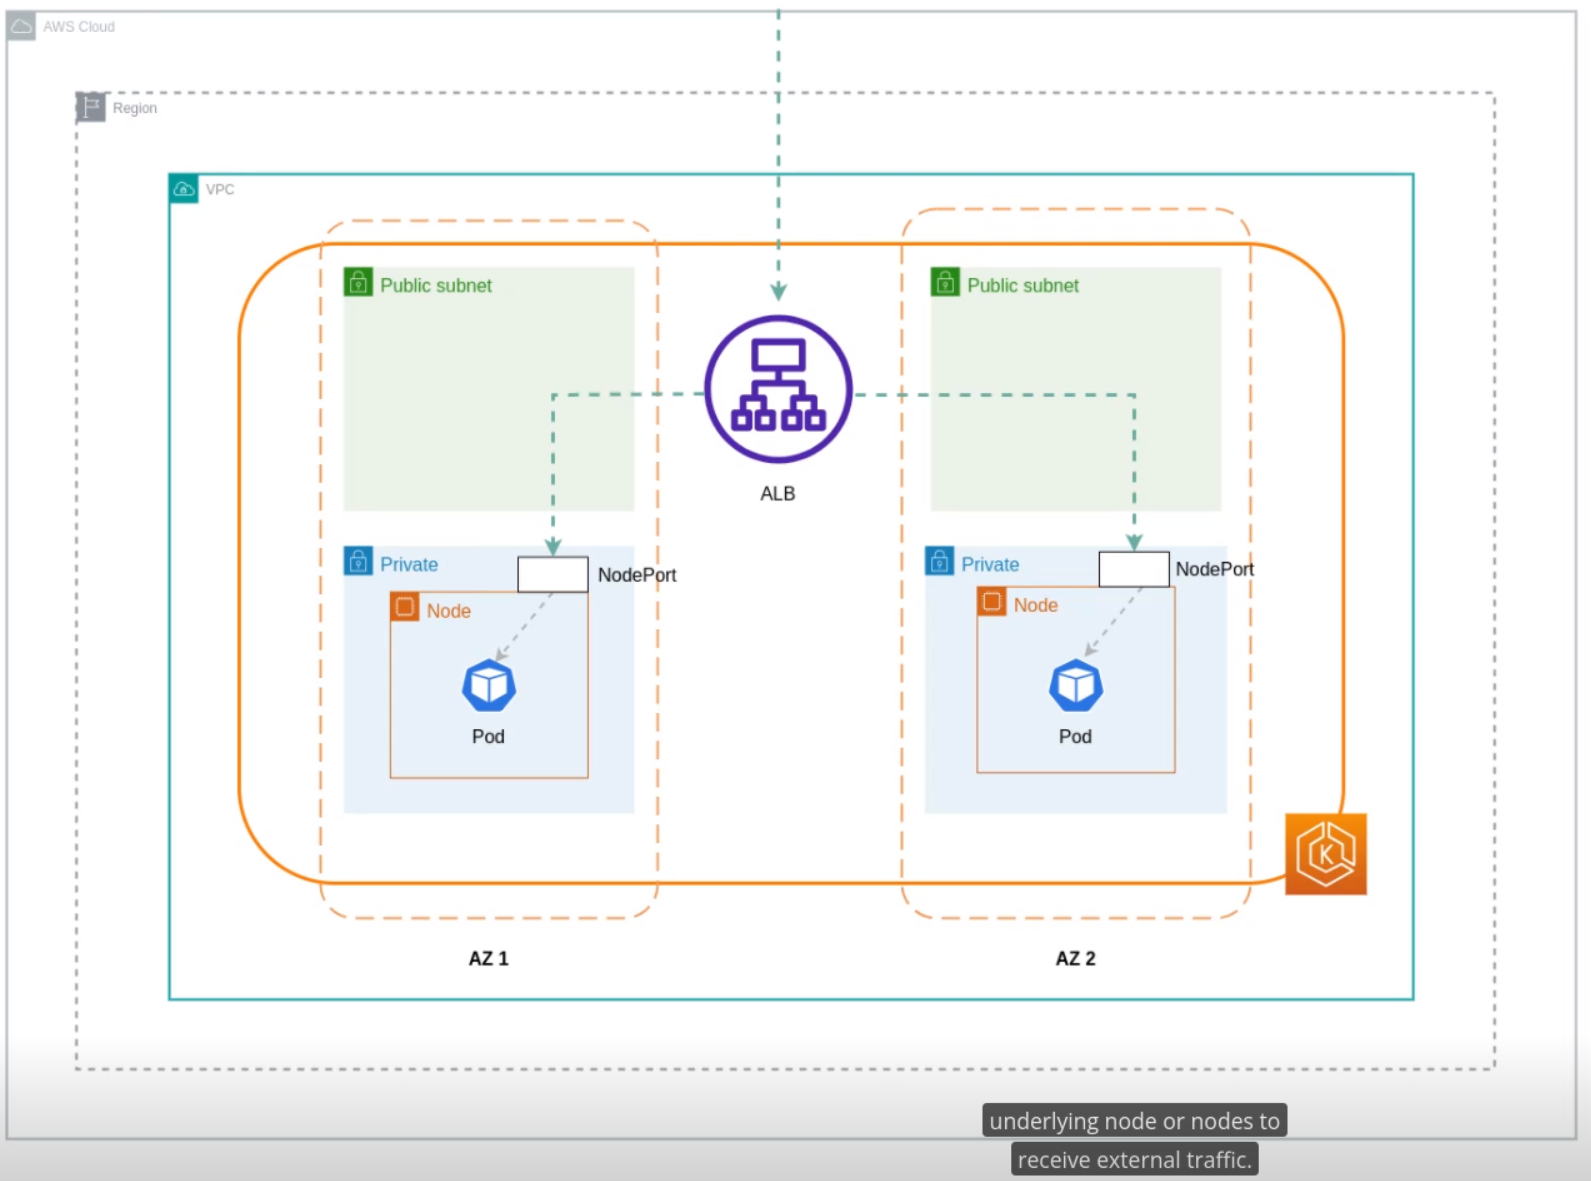 AWS Cloud
Region
VPC
Public subnet
Public subnet
ALB
Private
NodePort
Node
Pod
Private
NodePort
Node
Pod
K
AZ 1
AZ 2
underlying node or nodes to
receive external traffic.